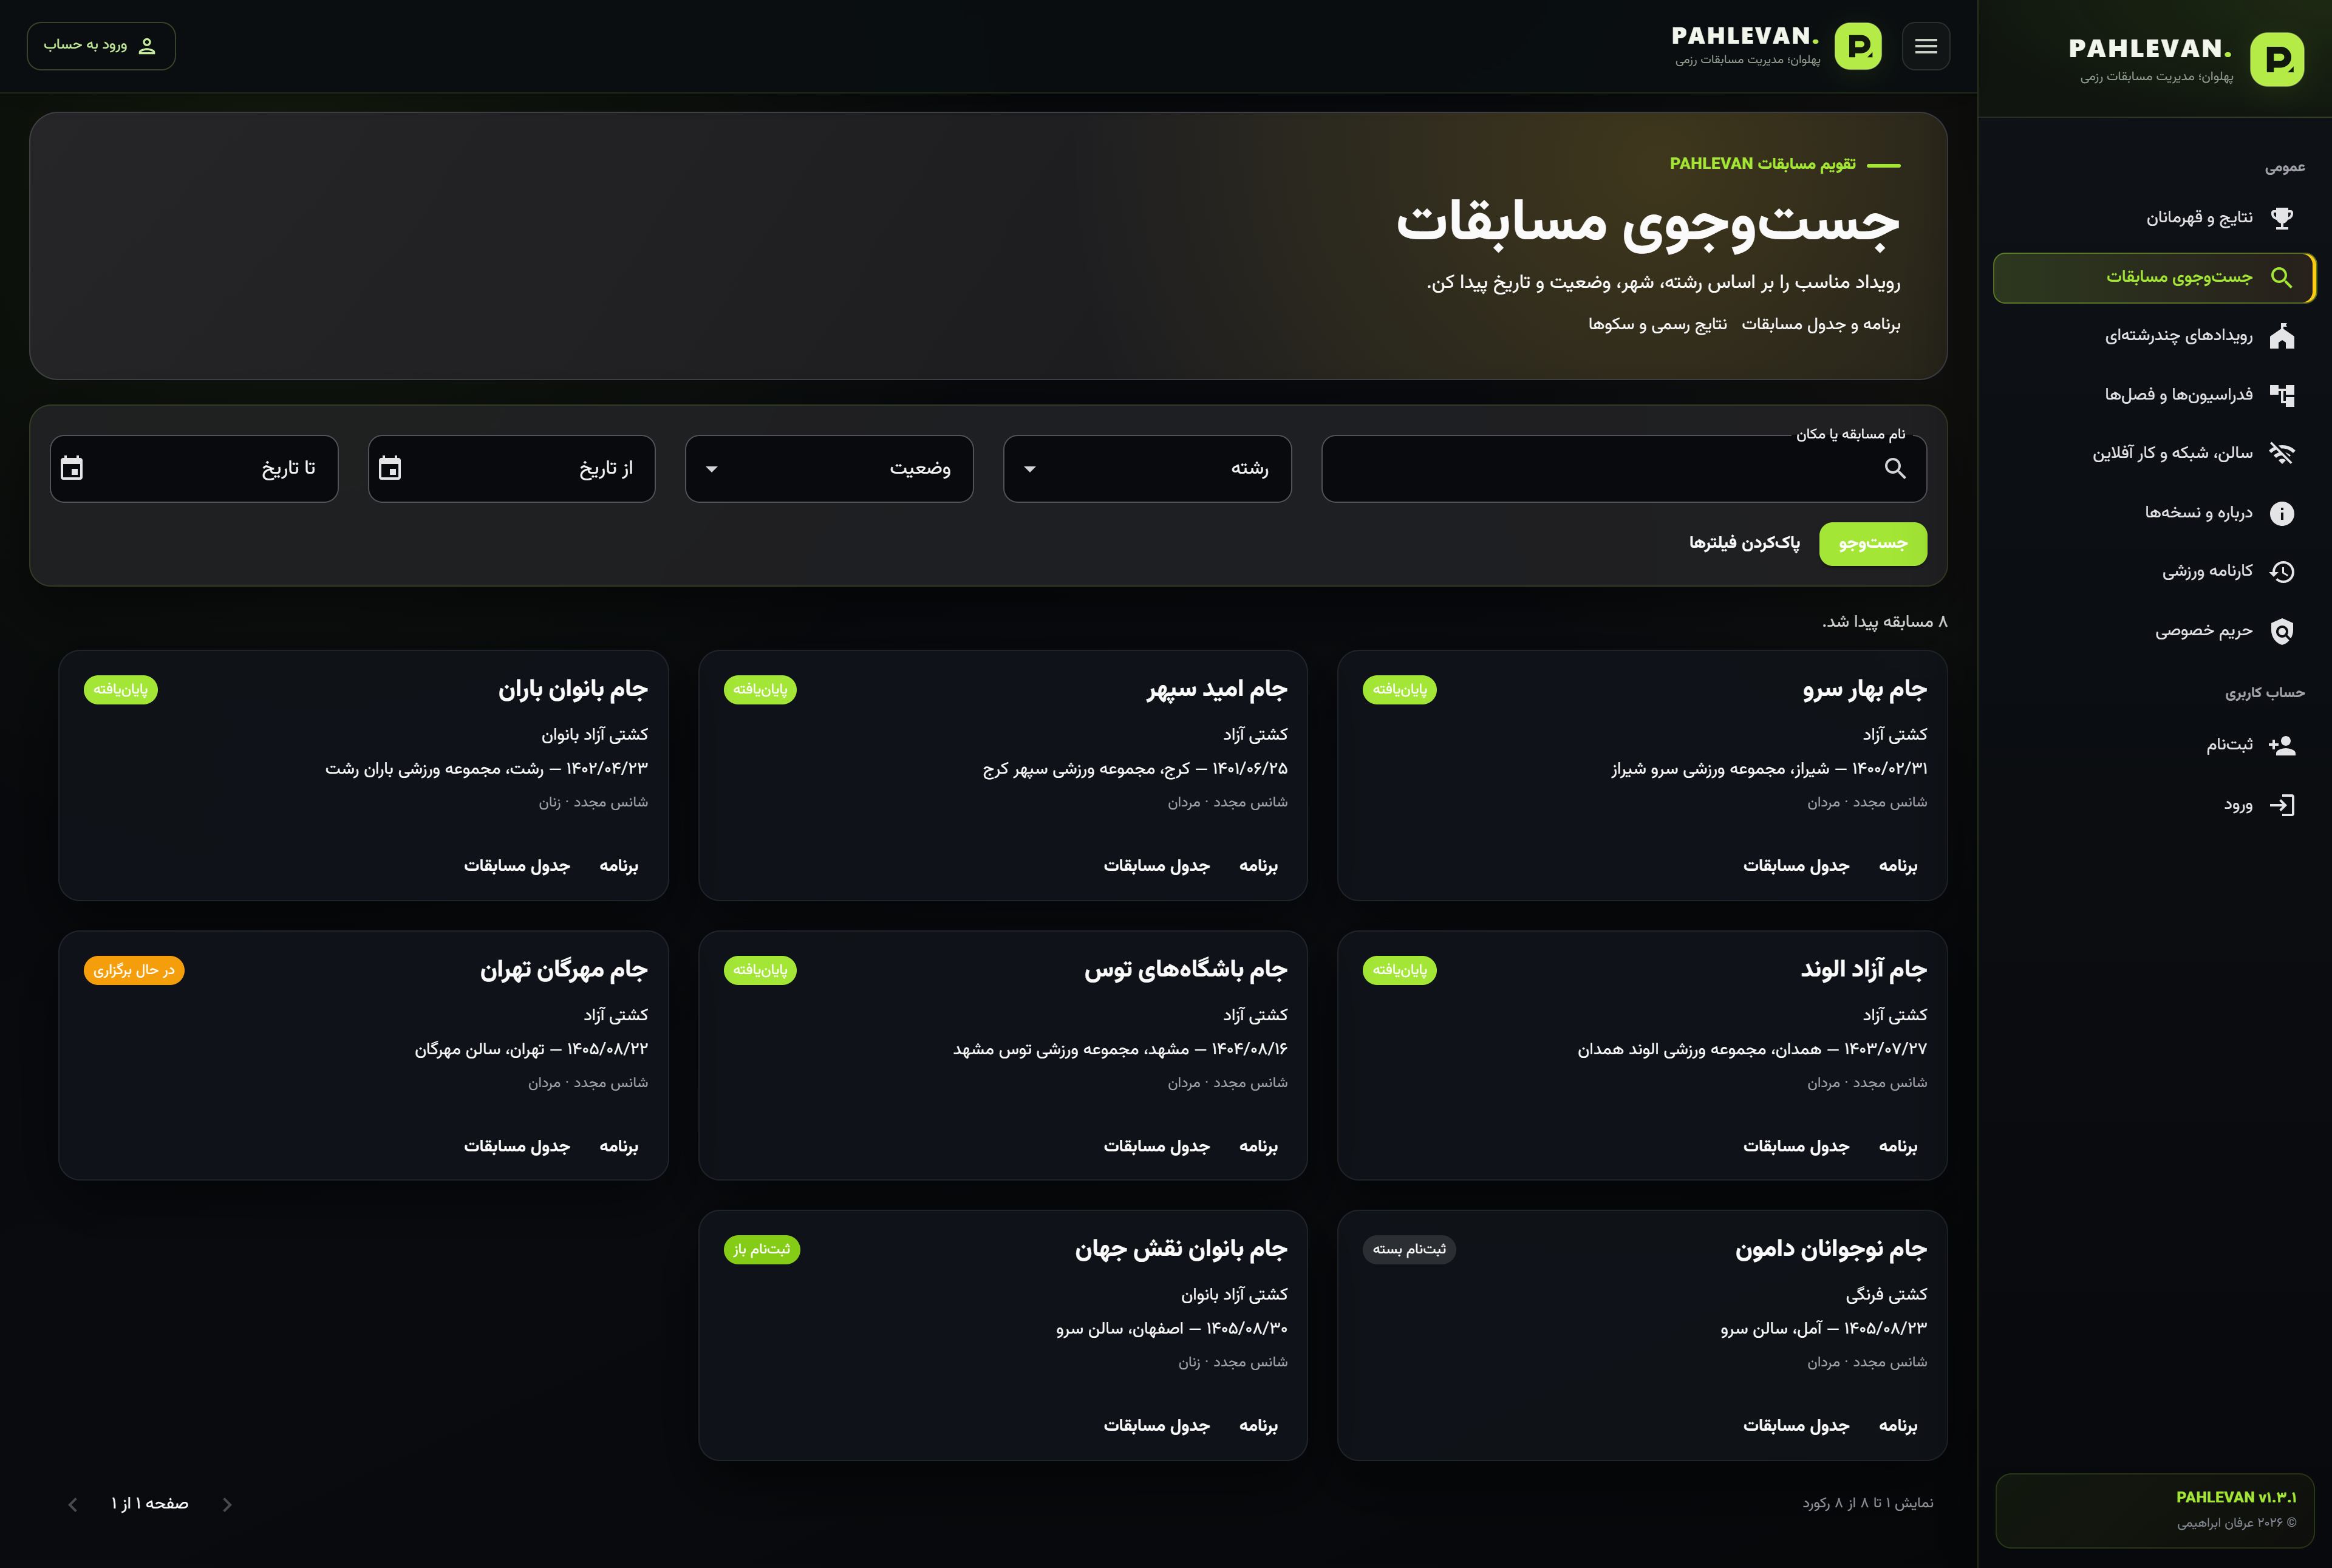 PAHLEVAN.
پهلوان؛ مدیریت مسابقات رزمی
عمومی
نتایج و قهرمانان
جست‌وجوی مسابقات
رویدادهای چندرشته‌ای
فدراسیون‌ها و فصل‌ها
سالن، شبکه و کار آفلاین
درباره و نسخه‌ها
کارنامه ورزشی
حریم خصوصی
حساب کاربری
ثبت‌نام
ورود
PAHLEVAN v۱.۳.۱
© ۲۰۲۶ عرفان ابراهیمی
PAHLEVAN.
پهلوان؛ مدیریت مسابقات رزمی
ورود به حساب
تقویم مسابقات PAHLEVAN
جست‌وجوی مسابقات
رویداد مناسب را بر اساس رشته، شهر، وضعیت و تاریخ پیدا کن.
برنامه و جدول مسابقات نتایج رسمی و سکوها
نام مسابقه یا مکان
رشته
وضعیت
از تاریخ
تا تاریخ
جست‌وجو
پاک‌کردن فیلترها
۸ مسابقه پیدا شد.
جام بهار سرو
پایان‌یافته
کشتی آزاد
۱۴۰۰/۰۲/۳۱ — شیراز، مجموعه ورزشی سرو شیراز
شانس مجدد · مردان
برنامه جدول مسابقات
جام امید سپهر
پایان‌یافته
کشتی آزاد
۱۴۰۱/۰۶/۲۵ — کرج، مجموعه ورزشی سپهر کرج
شانس مجدد · مردان
برنامه جدول مسابقات
جام بانوان باران
پایان‌یافته
کشتی آزاد بانوان
۱۴۰۲/۰۴/۲۳ — رشت، مجموعه ورزشی باران رشت
شانس مجدد · زنان
برنامه جدول مسابقات
جام آزاد الوند
پایان‌یافته
کشتی آزاد
۱۴۰۳/۰۷/۲۷ — همدان، مجموعه ورزشی الوند همدان
شانس مجدد · مردان
برنامه جدول مسابقات
جام باشگاه‌های توس
پایان‌یافته
کشتی آزاد
۱۴۰۴/۰۸/۱۶ — مشهد، مجموعه ورزشی توس مشهد
شانس مجدد · مردان
برنامه جدول مسابقات
جام مهرگان تهران
در حال برگزاری
کشتی آزاد
۱۴۰۵/۰۸/۲۲ — تهران، سالن مهرگان
شانس مجدد · مردان
برنامه جدول مسابقات
جام نوجوانان دامون
ثبت‌نام بسته
کشتی فرنگی
۱۴۰۵/۰۸/۲۳ — آمل، سالن سرو
شانس مجدد · مردان
برنامه جدول مسابقات
جام بانوان نقش جهان
ثبت‌نام باز
کشتی آزاد بانوان
۱۴۰۵/۰۸/۳۰ — اصفهان، سالن سرو
شانس مجدد · زنان
برنامه جدول مسابقات
نمایش ۱ تا ۸ از ۸ رکورد
صفحه ۱ از ۱